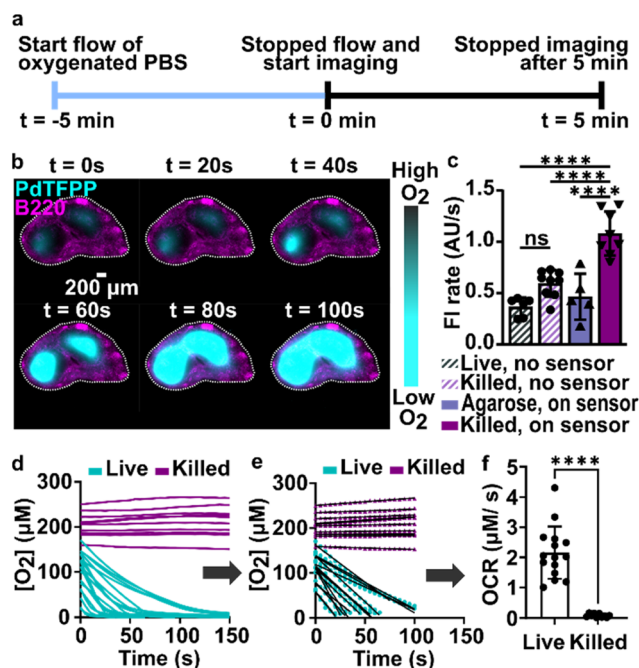 a
Start flow of
oxygenated PBS
Stopped flow and
start imaging
Stopped imaging
after 5 min
t = -5 min
t = 0 min
t = 5 min
b
t = 0s
t = 20s
t = 40s
PdTFPP
B220
200 µm
t = 60s
t = 80s
t = 100s
High
O2
Low
O2
c
****
****
****
ns
FI rate (AU/s)
1.5
1.0
0.5
0.0
Live, no sensor
Killed, no sensor
Agarose, on sensor
Killed, on sensor
d
Live
Killed
[O2] (µM)
300
200
100
0
0
50
100
150
Time (s)
e
Live
Killed
[O2] (µM)
300
200
100
0
0
50
100
150
Time (s)
f
****
OCR (µM/ s)
5
4
3
2
1
0
Live
Killed